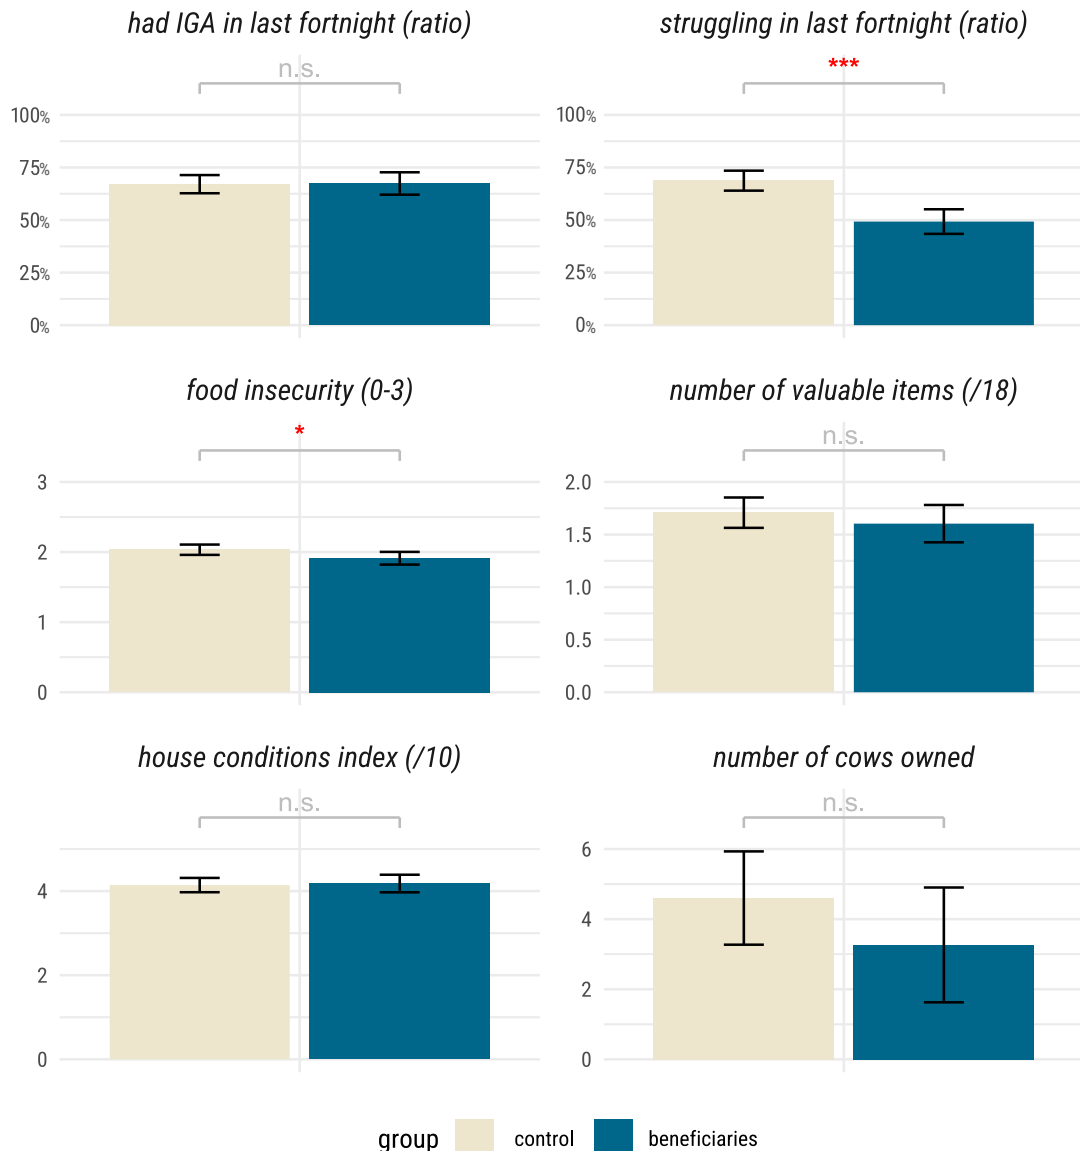 had IGA in last fortnight (ratio)
n.s.
100%
75%
50%
25%
0%
struggling in last fortnight (ratio)
***
100%
75%
50%
25%
0%
food insecurity (0-3)
*
3
2
1
0
number of valuable items (/18)
n.s.
2.0
1.5
1.0
0.5
0.0
house conditions index (/10)
n.s.
4
2
0
number of cows owned
n.s.
6
4
2
0
group control beneficiaries